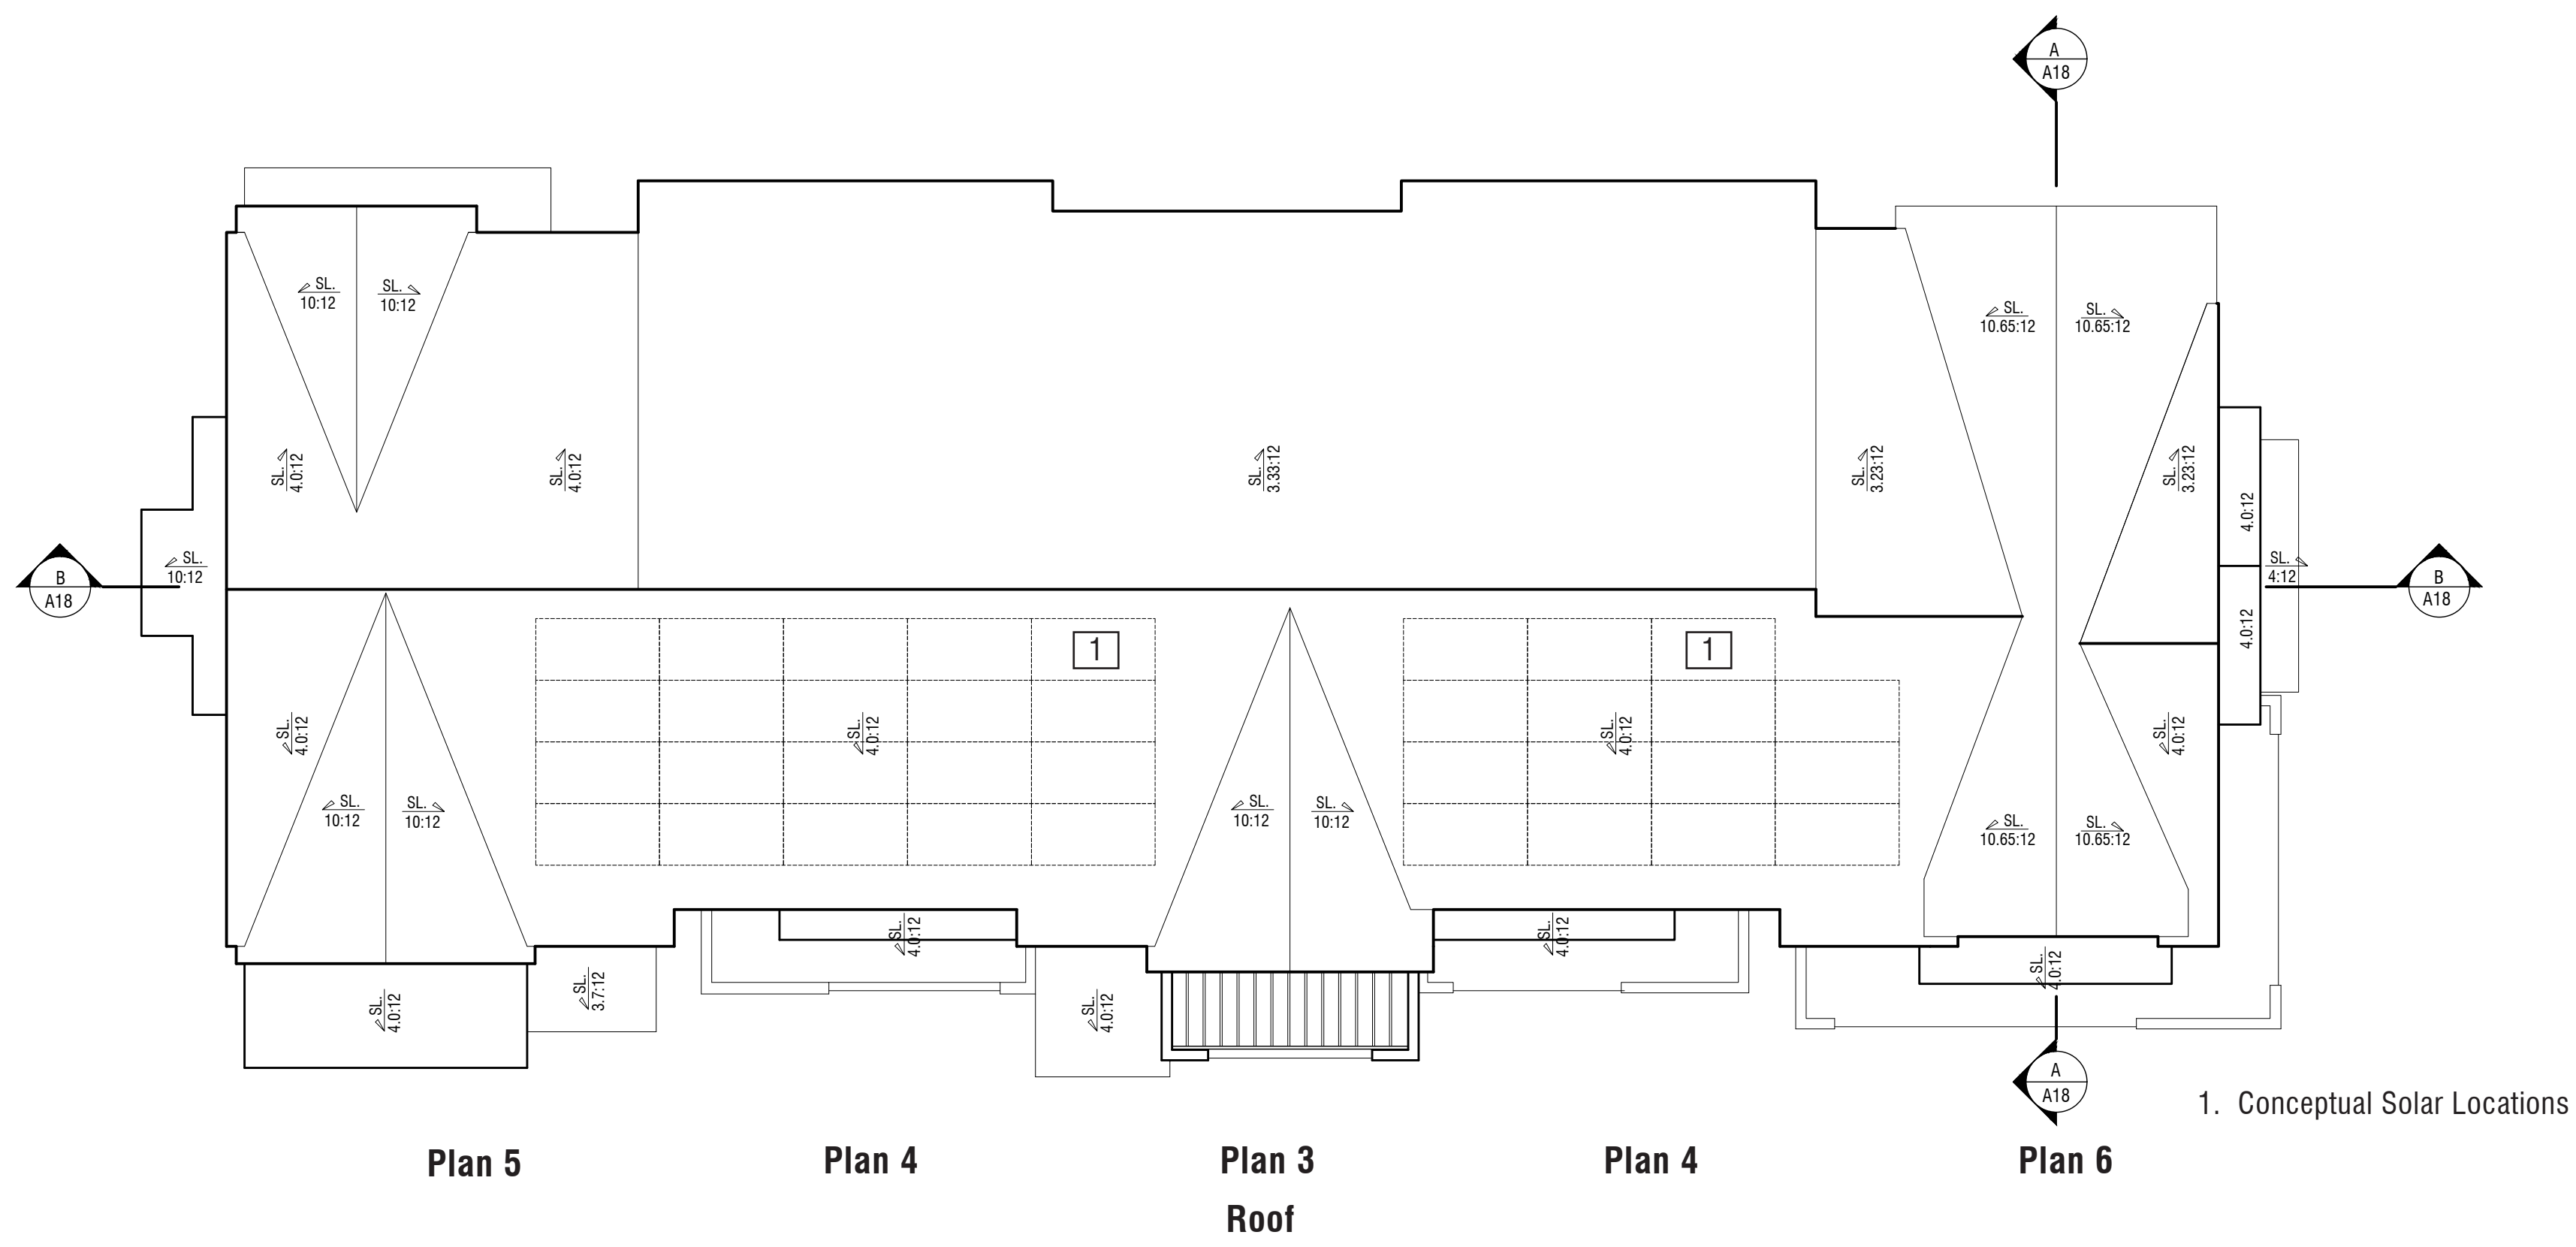 A
A18
SL.
10:12
SL.
10:12
SL.
10.65:12
SL.
10.65:12
SL.
4.0:12
SL.
4.0:12
SL.
3.33:12
SL.
3.23:12
SL.
3.23:12
4.0:12
SL.
10:12
SL.
4:12
B
A18
B
A18
4.0:12
1
1
SL.
4.0:12
SL.
4.0:12
SL.
4.0:12
SL.
4.0:12
SL.
10:12
SL.
10:12
SL.
10:12
SL.
10:12
SL.
10.65:12
SL.
10.65:12
SL.
4.0:12
SL.
4.0:12
SL.
4.0:12
SL.
3.7:12
SL.
4.0:12
SL.
4.0:12
A
A18
1. Conceptual Solar Locations
Plan 5
Plan 4
Plan 3
Plan 4
Plan 6
Roof